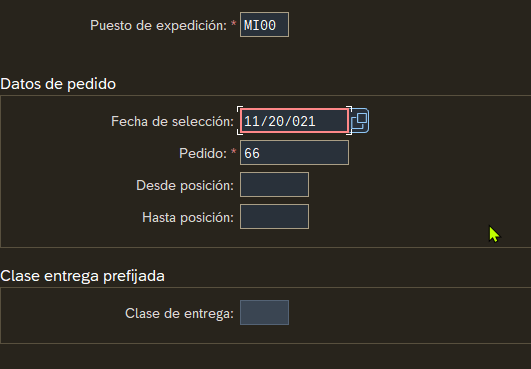 Puesto de expedición: * MI00
Datos de pedido
Fecha de selección: 11/20/021
Pedido: * 66
Desde posición:
Hasta posición:
Clase entrega prefijada
Clase de entrega: